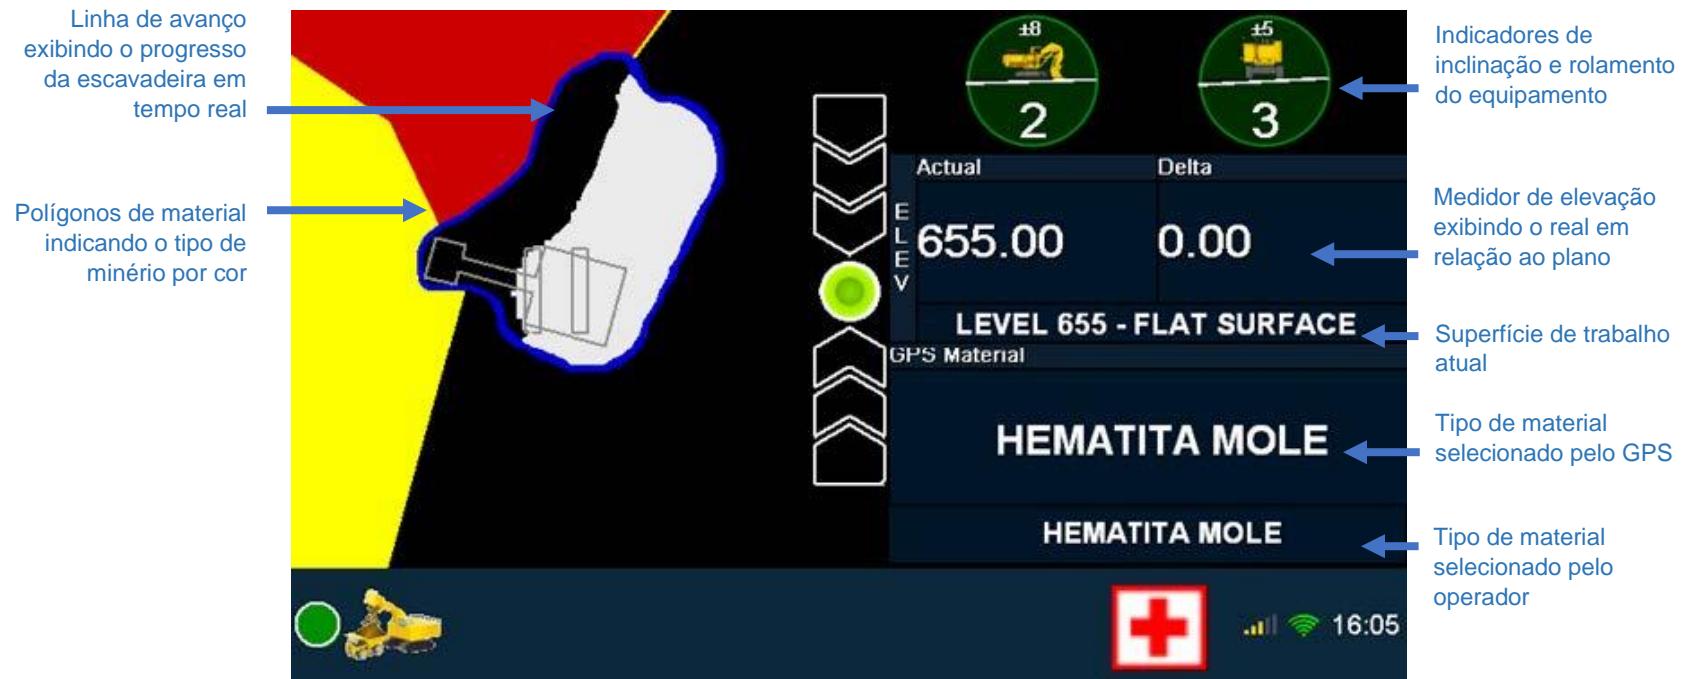 Linha de avanço
exibindo o progresso
da escavadeira em
tempo real
Polígonos de material
indicando o tipo de
minério por cor
±8
2
±5
3
Actual
Delta
ELEV
655.00
0.00
LEVEL 655 - FLAT SURFACE
GPS Material
HEMATITA MOLE
HEMATITA MOLE
16:05
Indicadores de
inclinação e rolamento
do equipamento
Medidor de elevação
exibindo o real em
relação ao plano
Superfície de trabalho
atual
Tipo de material
selecionado pelo GPS
Tipo de material
selecionado pelo
operador